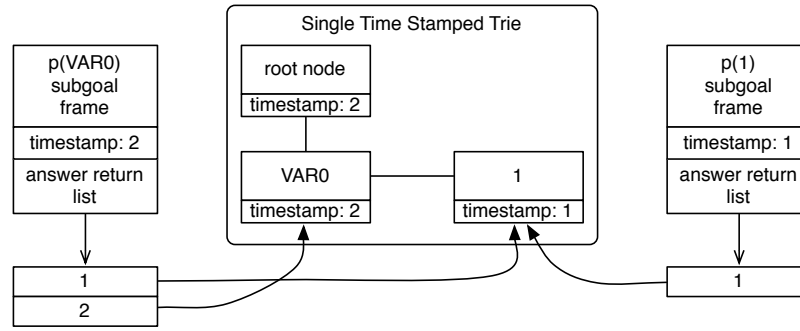 Single Time Stamped Trie
p(VAR0)
subgoal
frame
timestamp: 2
answer return
list
1
2
root node
timestamp: 2
VAR0
timestamp: 2
1
timestamp: 1
p(1)
subgoal
frame
timestamp: 1
answer return
list
1